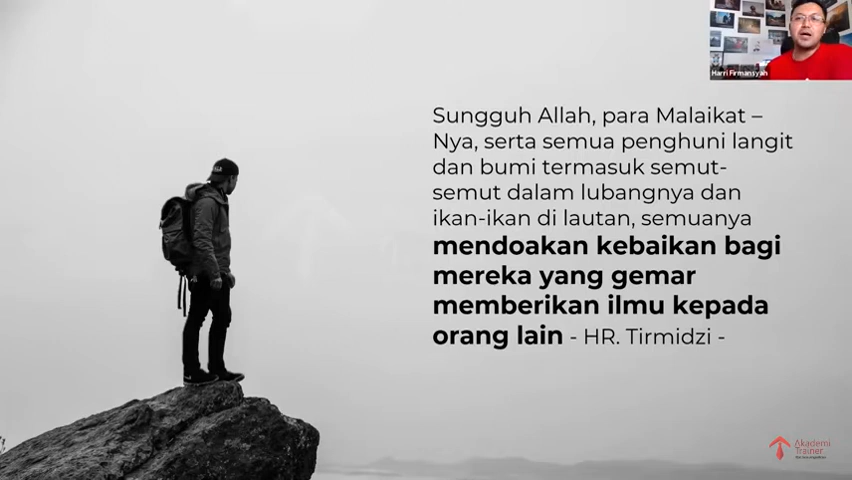 Harri Firmansyah
Sungguh Allah, para Malaikat –
Nya, serta semua penghuni langit
dan bumi termasuk semut-
semut dalam lubangnya dan
ikan-ikan di lautan, semuanya
mendoakan kebaikan bagi
mereka yang gemar
memberikan ilmu kepada
orang lain - HR. Tirmidzi -
Akademi
Trainer